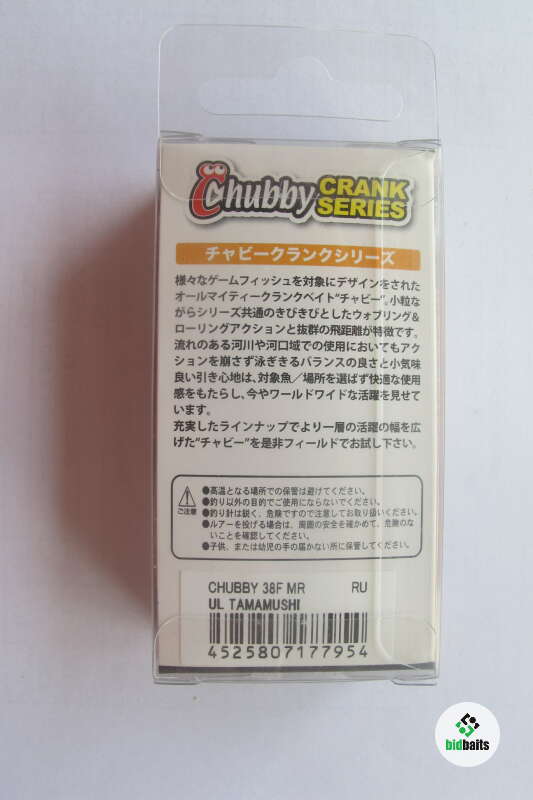 Chubby CRANK SERIES
チャビークランクシリーズ
様々なゲームフィッシュを対象にデザインをされた
オールマイティークランクベイト"チャビー"。小粒な
がらシリーズ共通のきびきびとしたウォブリング&
ローリングアクションと抜群の飛距離が特徴です。
流れのある河川や河口域での使用においてもアク
ションを崩さず泳ぎきるバランスの良さと小気味
良い引き心地は、対象魚／場所を選ばず快適な使用
感をもたらし、今やワールドワイドな活躍を見せて
います。
充実したラインナップでより一層の活躍の幅を広
げた"チャビー"を是非フィールドでお試し下さい。
ご注意
●高温となる場所での保管は避けてください。
●釣り以外の目的でご使用にならないでください。
●釣り針は鋭く、危険ですので注意してお取り扱いください。
●ルアーを投げる場合は、周囲の安全を確かめて、危険のな
いことを確認してください。
●子供、または幼児の手の届かない所に保管してください。
CHUBBY 38F MR RU
UL TAMAMUSHI
4525807177954
bidbaits